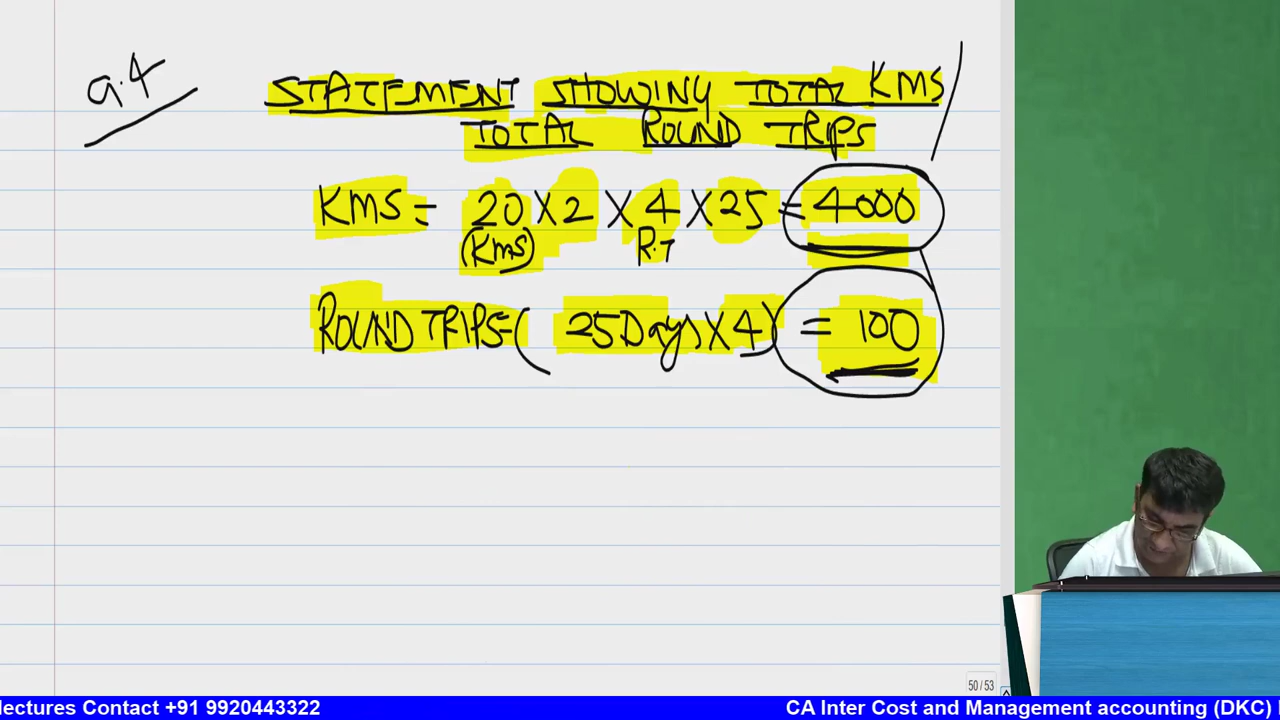 Q.4
STATEMENT SHOWING TOTAL KMS/
TOTAL ROUND TRIPS
KMS = 20 X 2 X 4 X 25 = 4000
(Kms) R.T
ROUND TRIPS = ( 25 Days X 4 ) = 100
50 / 53
lectures Contact +91 9920443322
CA Inter Cost and Management accounting (DKC)